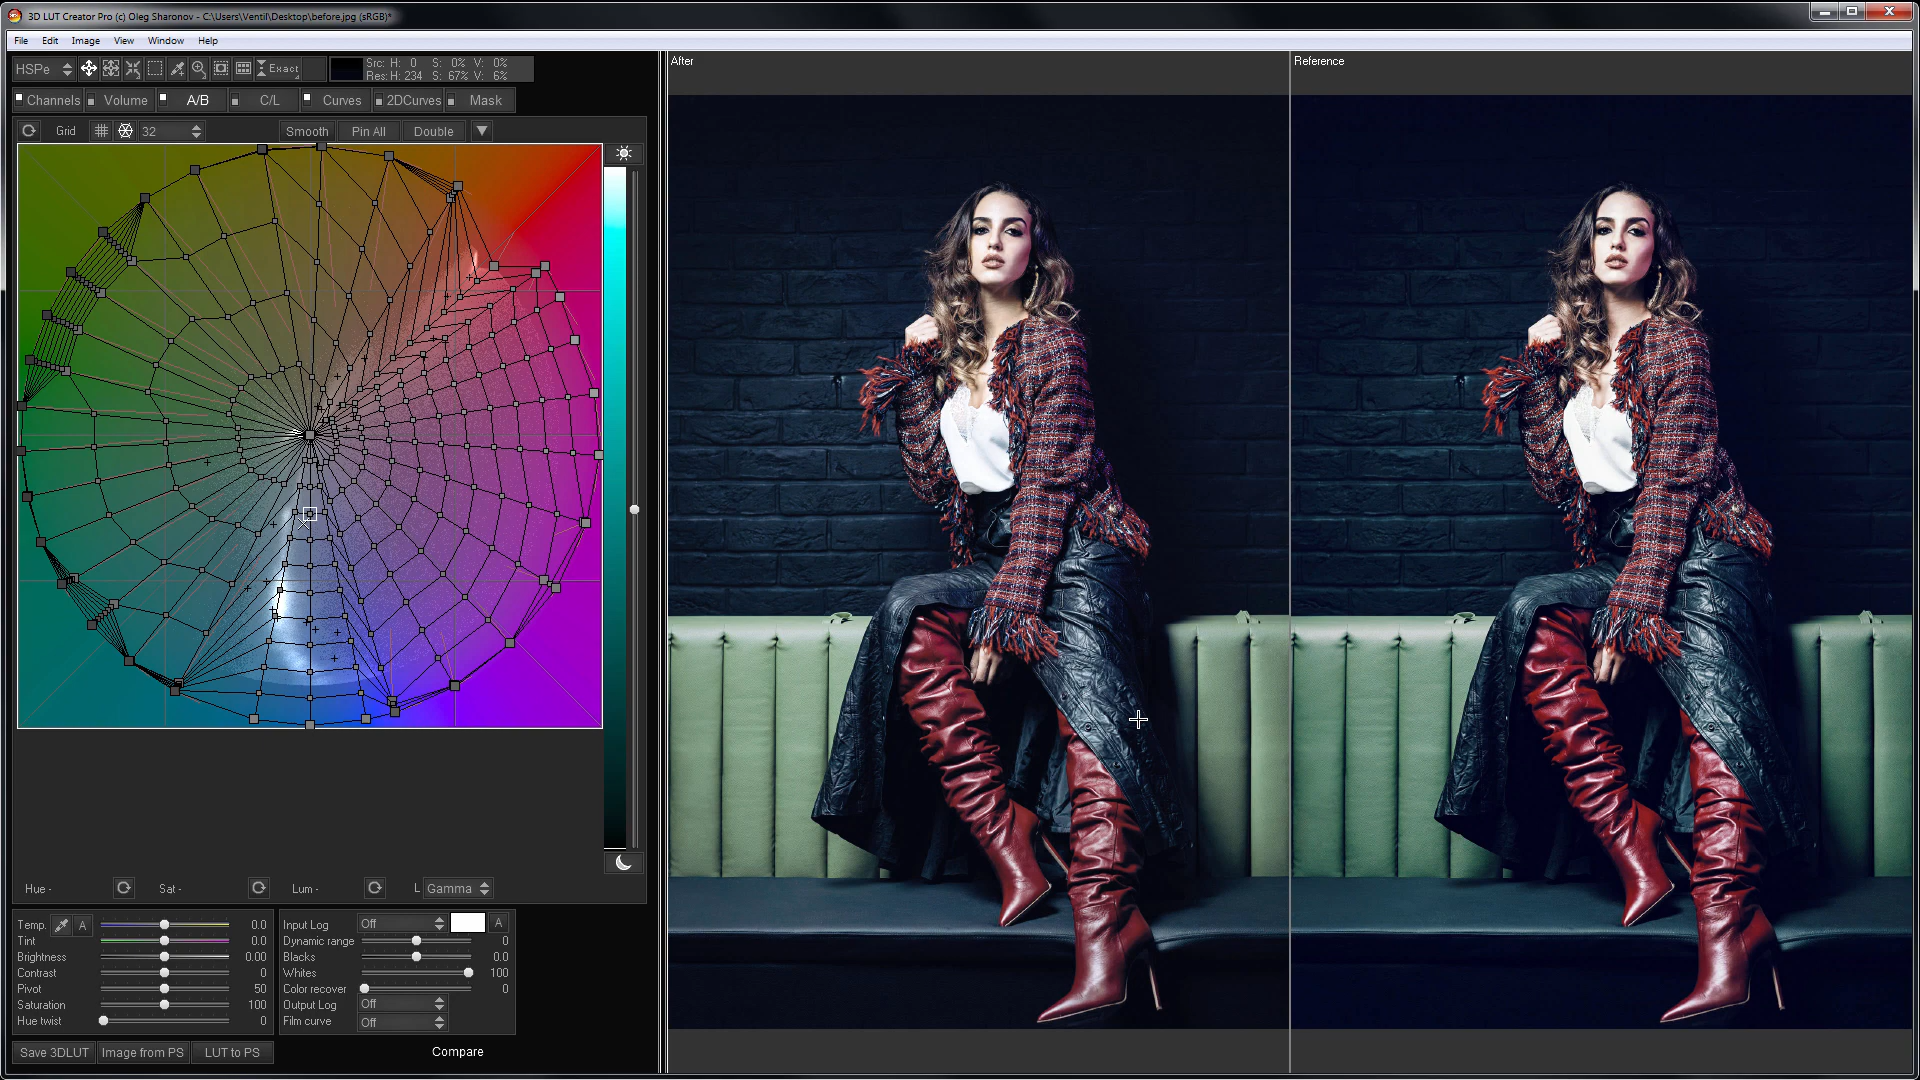 3D LUT Creator Pro (c) Oleg Sharonov - C:\Users\Ventil\Desktop\before.jpg (sRGB)*
File Edit Image View Window Help
HSPe Exact Src: H: 0 S: 0% V: 0%
Res: H: 234 S: 67% V: 6%
Channels Volume A/B C/L Curves 2DCurves Mask
Grid 32 Smooth Pin All Double
After Reference
Hue - Sat - Lum - L Gamma
Temp. A 0.0
Tint 0.0
Brightness 0.00
Contrast 0
Pivot 50
Saturation 100
Hue twist 0
Input Log Off A
Dynamic range 0
Blacks 0.0
Whites 100
Color recover 0
Output Log Off
Film curve Off
Save 3DLUT Image from PS LUT to PS Compare